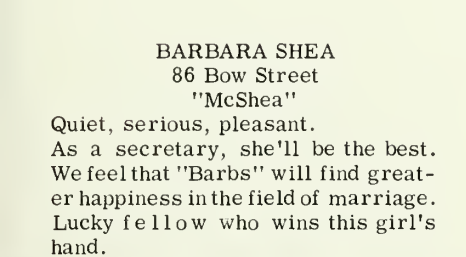 BARBARA SHEA
86 Bow Street
"McShea"
Quiet, serious, pleasant.
As a secretary, she'll be the best.
We feel that "Barbs" will find great-
er happiness in the field of marriage.
Lucky fellow who wins this girl's
hand.